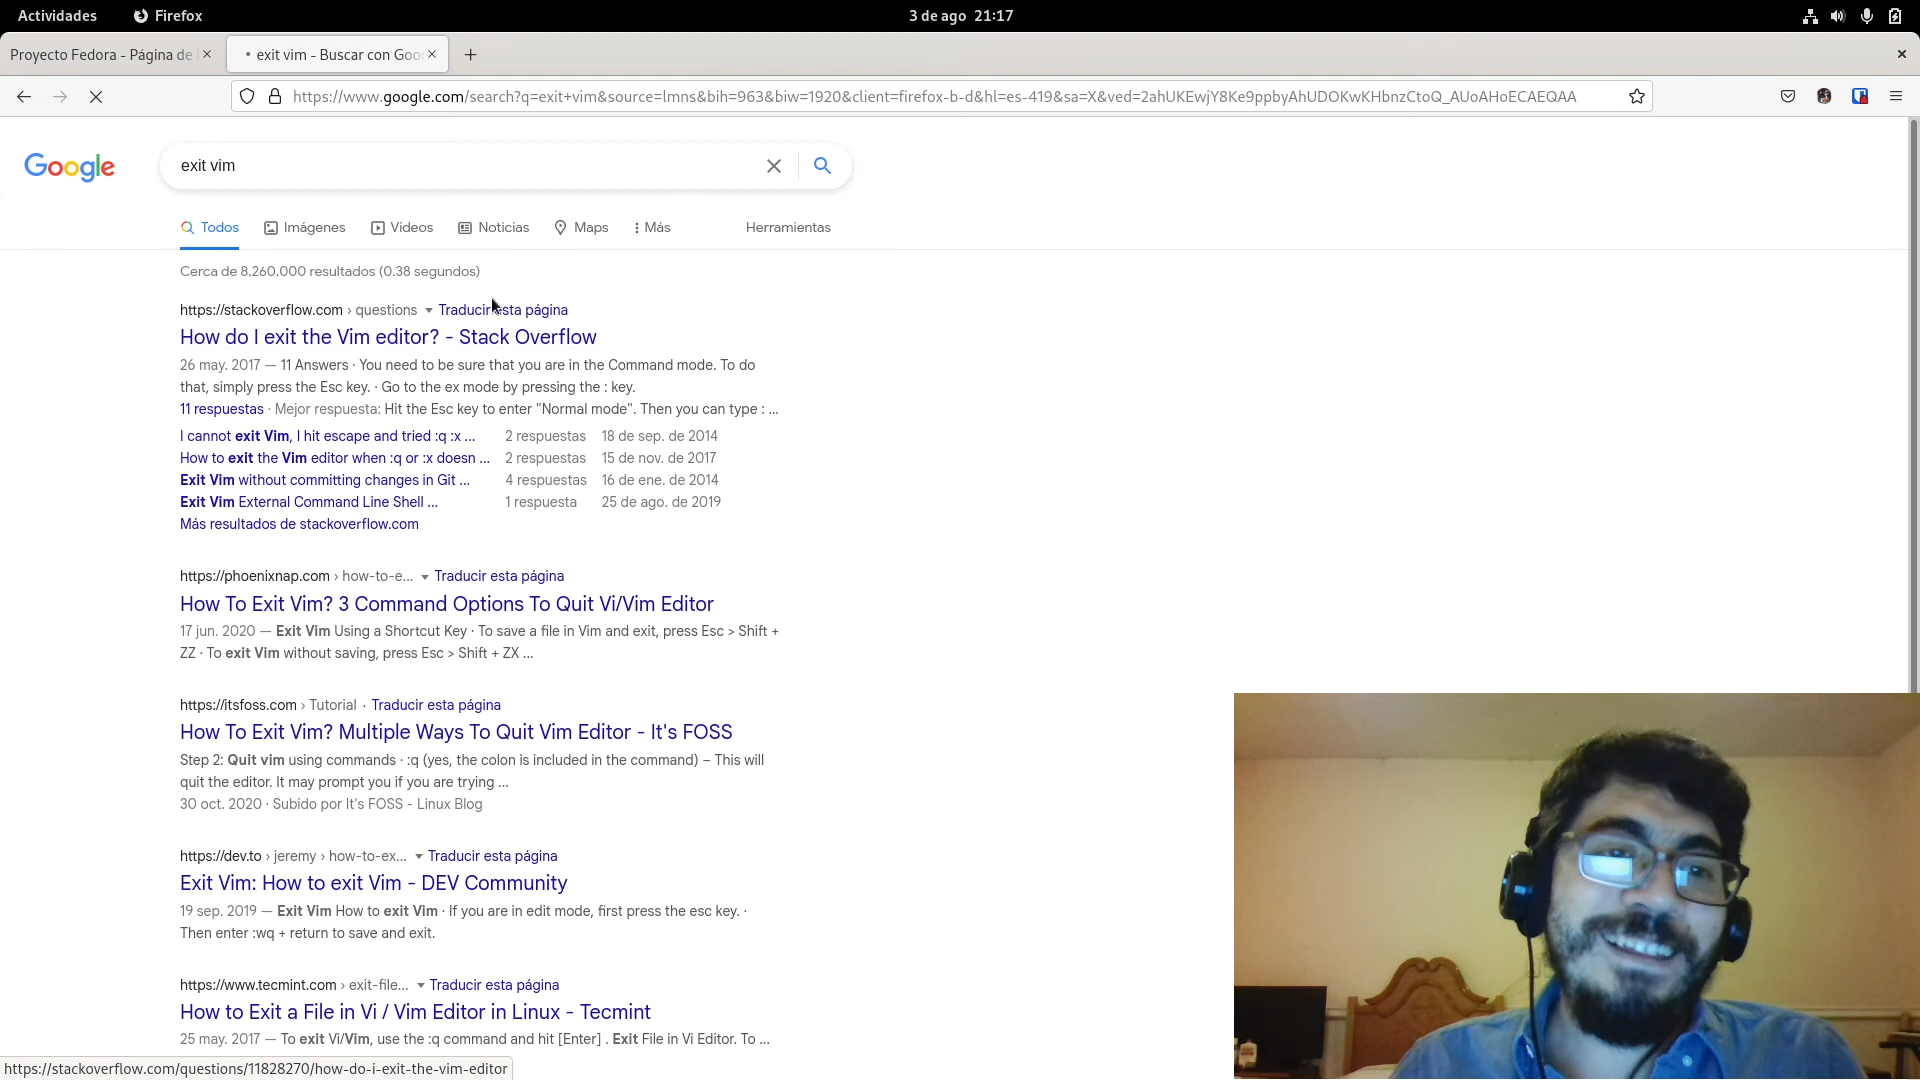 Actividades Firefox 3 de ago 21:17
Proyecto Fedora - Página de exit vim - Buscar con Goo
https://www.google.com/search?q=exit+vim&source=lmns&bih=963&biw=1920&client=firefox-b-d&hl=es-419&sa=X&ved=2ahUKEwjY8Ke9ppbyAhUDOKwKHbnzCtoQ_AUoAHoECAEQAA
Google exit vim
Todos Imágenes Videos Noticias Maps Más Herramientas
Cerca de 8,260,000 resultados (0.38 segundos)
https://stackoverflow.com › questions Traducir esta página
How do I exit the Vim editor? - Stack Overflow
26 may. 2017 — 11 Answers · You need to be sure that you are in the Command mode. To do
that, simply press the Esc key. · Go to the ex mode by pressing the : key.
11 respuestas · Mejor respuesta: Hit the Esc key to enter "Normal mode". Then you can type : ...
I cannot exit Vim, I hit escape and tried :q :x ... 2 respuestas 18 de sep. de 2014
How to exit the Vim editor when :q or :x doesn ... 2 respuestas 15 de nov. de 2017
Exit Vim without committing changes in Git ... 4 respuestas 16 de ene. de 2014
Exit Vim External Command Line Shell ... 1 respuesta 25 de ago. de 2019
Más resultados de stackoverflow.com
https://phoenixnap.com › how-to-e... Traducir esta página
How To Exit Vim? 3 Command Options To Quit Vi/Vim Editor
17 jun. 2020 — Exit Vim Using a Shortcut Key · To save a file in Vim and exit, press Esc > Shift +
ZZ · To exit Vim without saving, press Esc > Shift + ZX ...
https://itsfoss.com › Tutorial · Traducir esta página
How To Exit Vim? Multiple Ways To Quit Vim Editor - It's FOSS
Step 2: Quit vim using commands · :q (yes, the colon is included in the command) – This will
quit the editor. It may prompt you if you are trying ...
30 oct. 2020 · Subido por It's FOSS - Linux Blog
https://dev.to › jeremy › how-to-ex... Traducir esta página
Exit Vim: How to exit Vim - DEV Community
19 sep. 2019 — Exit Vim How to exit Vim · If you are in edit mode, first press the esc key. ·
Then enter :wq + return to save and exit.
https://www.tecmint.com › exit-file... Traducir esta página
How to Exit a File in Vi / Vim Editor in Linux - Tecmint
25 may. 2017 — To exit Vi/Vim, use the :q command and hit [Enter] . Exit File in Vi Editor. To ...
https://stackoverflow.com/questions/11828270/how-do-i-exit-the-vim-editor